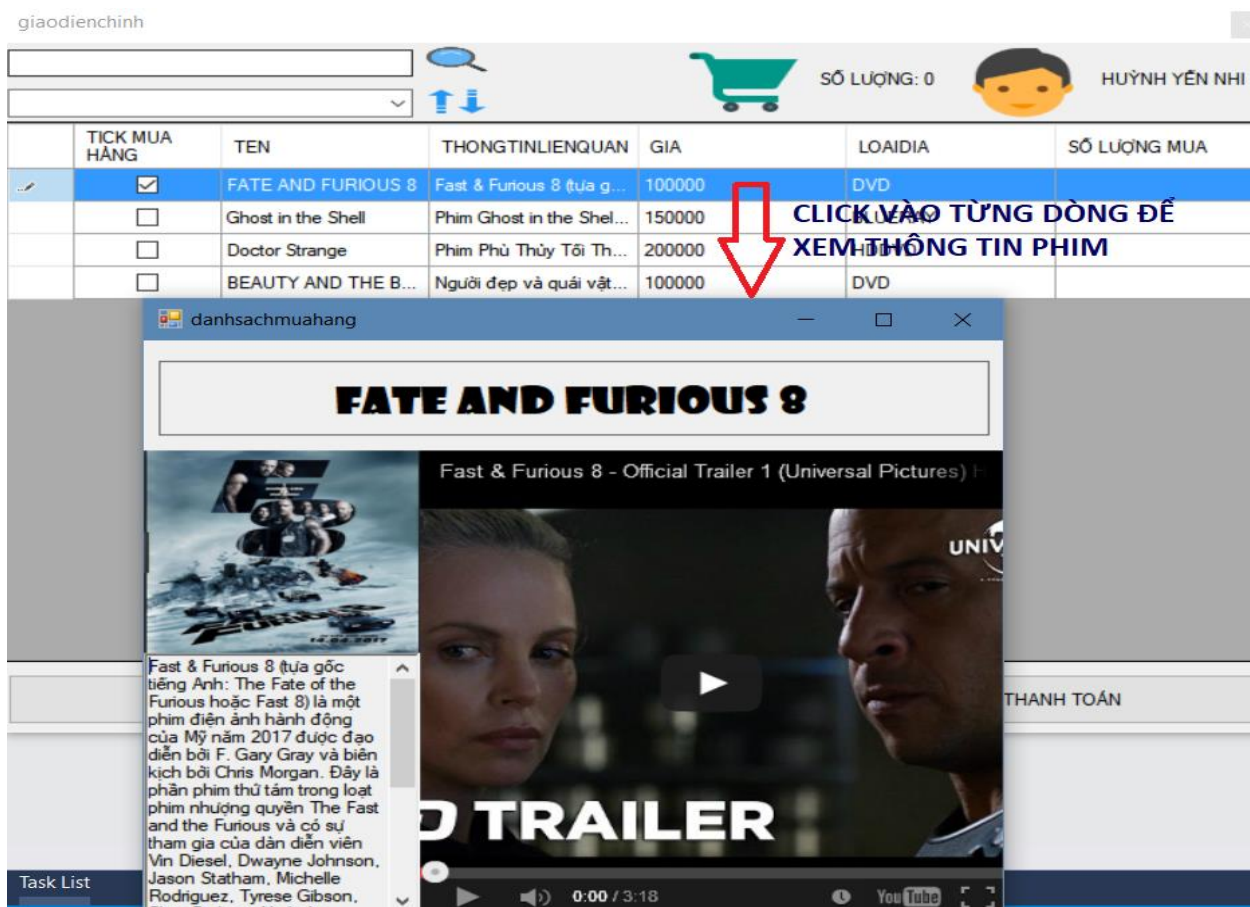 giaodienchinh
SỐ LƯỢNG: 0
HUỲNH YẾN NHI
TICK MUA HÀNG TEN THONGTINLIENQUAN GIA LOAIDIA SỐ LƯỢNG MUA
FATE AND FURIOUS 8 Fast & Furious 8 (tựa g... 100000 DVD
Ghost in the Shell Phim Ghost in the Shel... 150000 BLUERAY
Doctor Strange Phim Phù Thủy Tối Th... 200000 HDDVD
BEAUTY AND THE B... Người đẹp và quái vật... 100000 DVD
CLICK VÀO TỪNG DÒNG ĐỂ
XEM THÔNG TIN PHIM
danhsachmuahang
FATE AND FURIOUS 8
Fast & Furious 8 - Official Trailer 1 (Universal Pictures) H
UNIV
14.04.2017
Fast & Furious 8 (tựa gốc
tiếng Anh: The Fate of the
Furious hoặc Fast 8) là một
phim điện ảnh hành động
của Mỹ năm 2017 được đạo
diễn bởi F. Gary Gray và biên
kịch bởi Chris Morgan. Đây là
phần phim thứ tám trong loạt
phim nhượng quyền The Fast
and the Furious và có sự
tham gia của dàn diễn viên
Vin Diesel, Dwayne Johnson,
Jason Statham, Michelle
Rodriguez, Tyrese Gibson,
D TRAILER
0:00 / 3:18
YouTube
THANH TOÁN
Task List